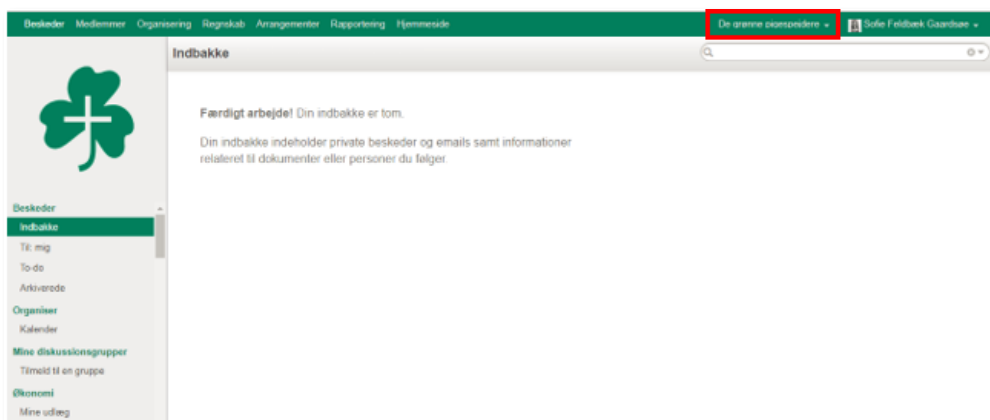 Beskeder Medlemmer Organisering Regnskab Arrangementer Rapportering Hjemmeside De grønne pigespejdere Sofie Feldbæk Gaardsøe
Indbakke
Færdigt arbejde! Din indbakke er tom.
Din indbakke indeholder private beskeder og emails samt informationer
relateret til dokumenter eller personer du følger
Beskeder
Indbakke
Til: mig
To-do
Arkiverede
Organiser
Kalender
Mine diskussionsgrupper
Tilmeld til en gruppe
Økonomi
Mine udlæg